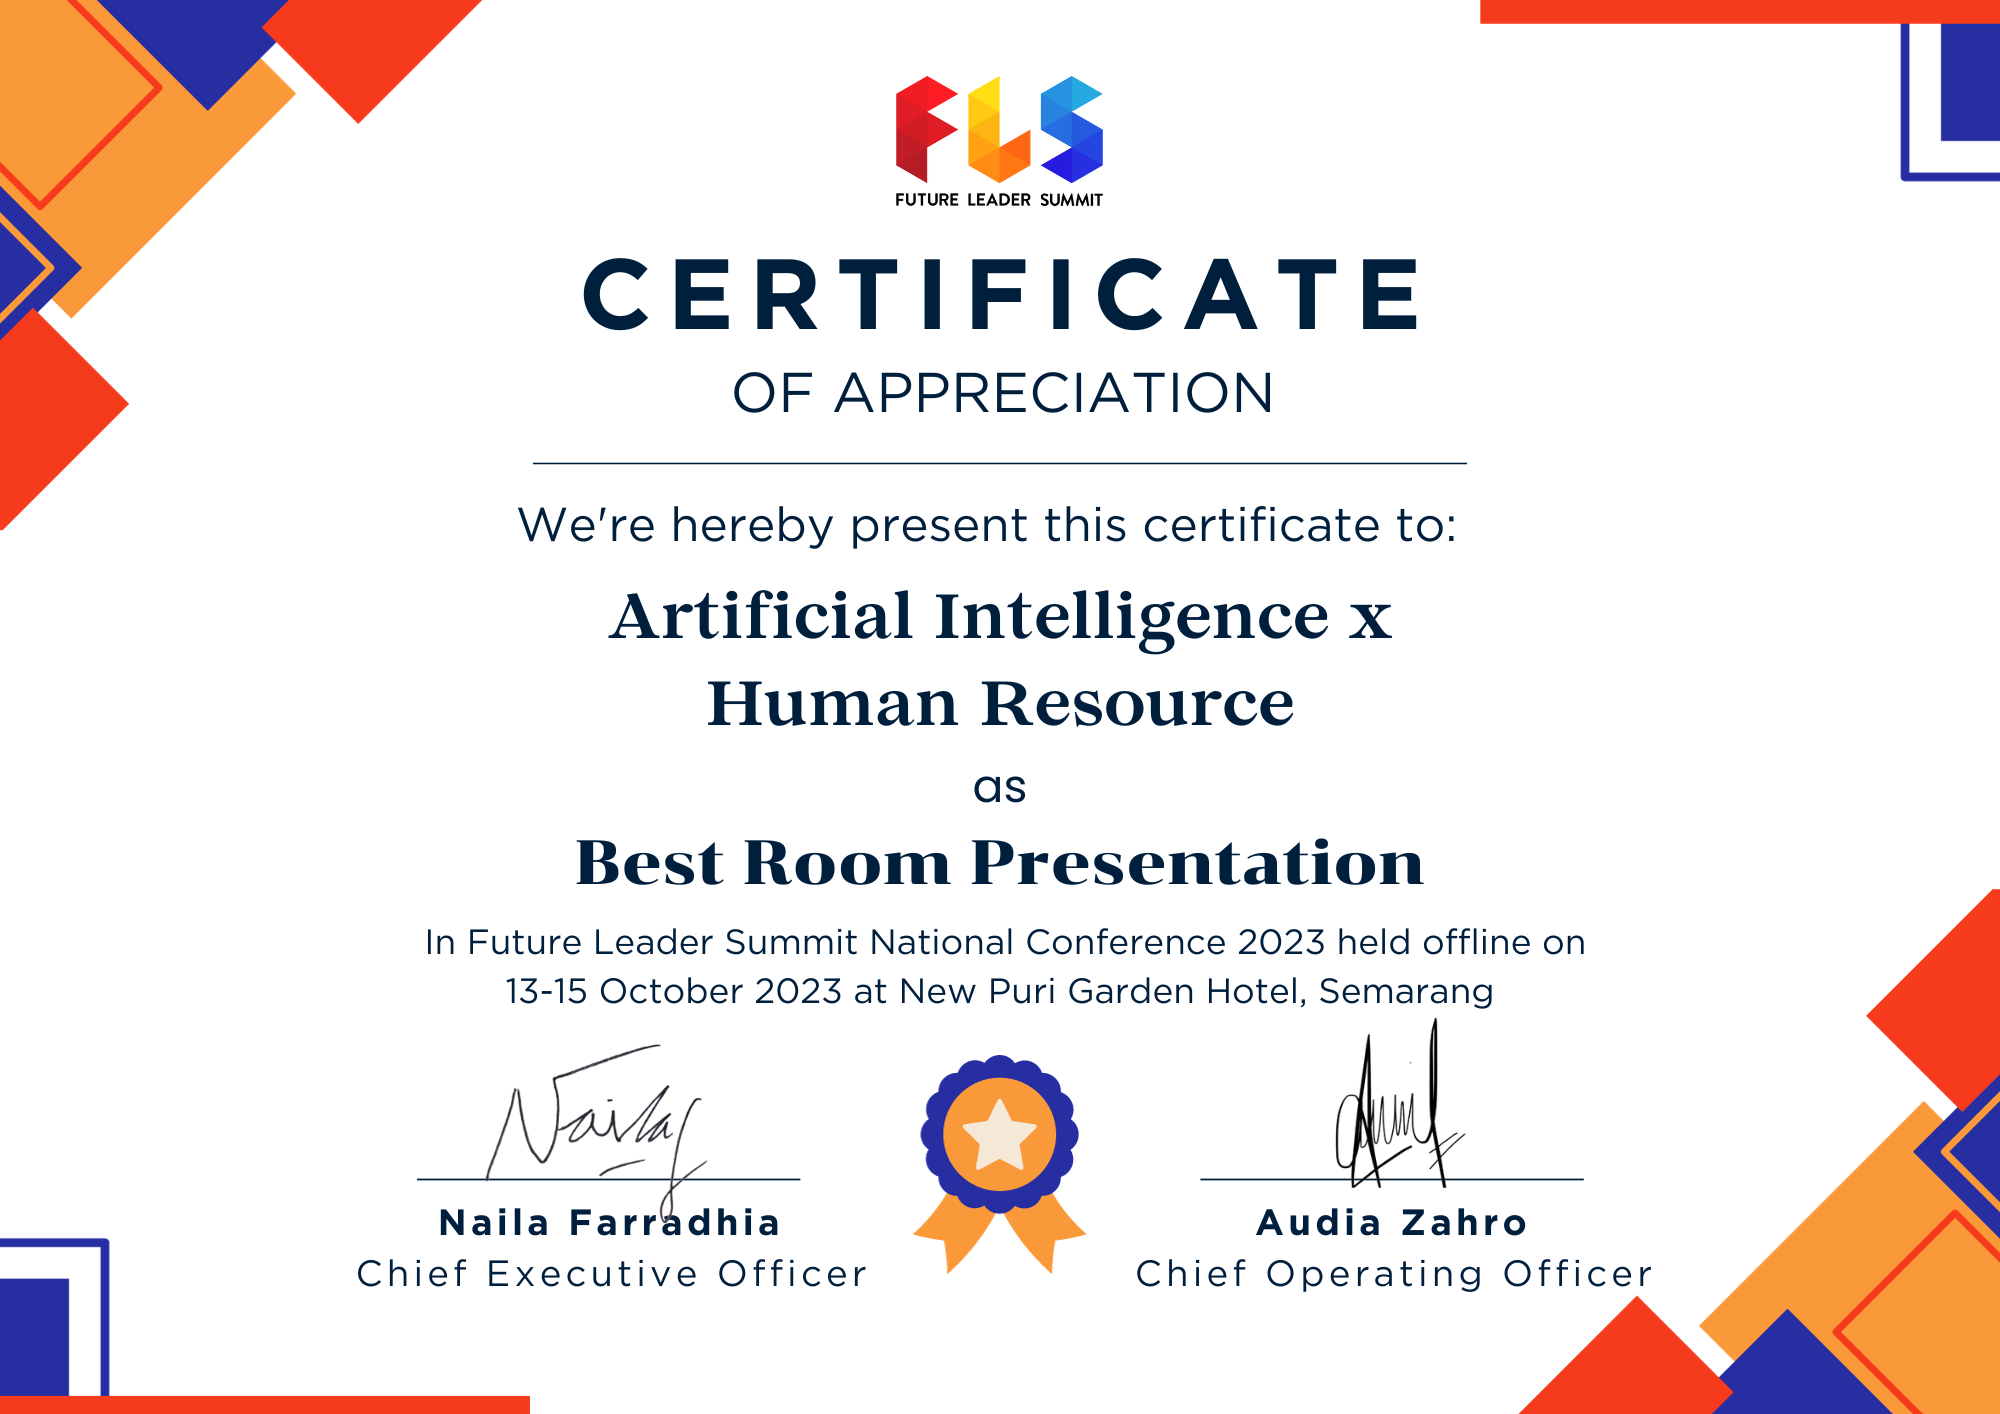 FLS
FUTURE LEADER SUMMIT
CERTIFICATE
OF APPRECIATION
We're hereby present this certificate to:
Artificial Intelligence x
Human Resource
as
Best Room Presentation
In Future Leader Summit National Conference 2023 held offline on
13-15 October 2023 at New Puri Garden Hotel, Semarang
Naila
Naila Farradhia
Chief Executive Officer
Audia Zahro
Chief Operating Officer